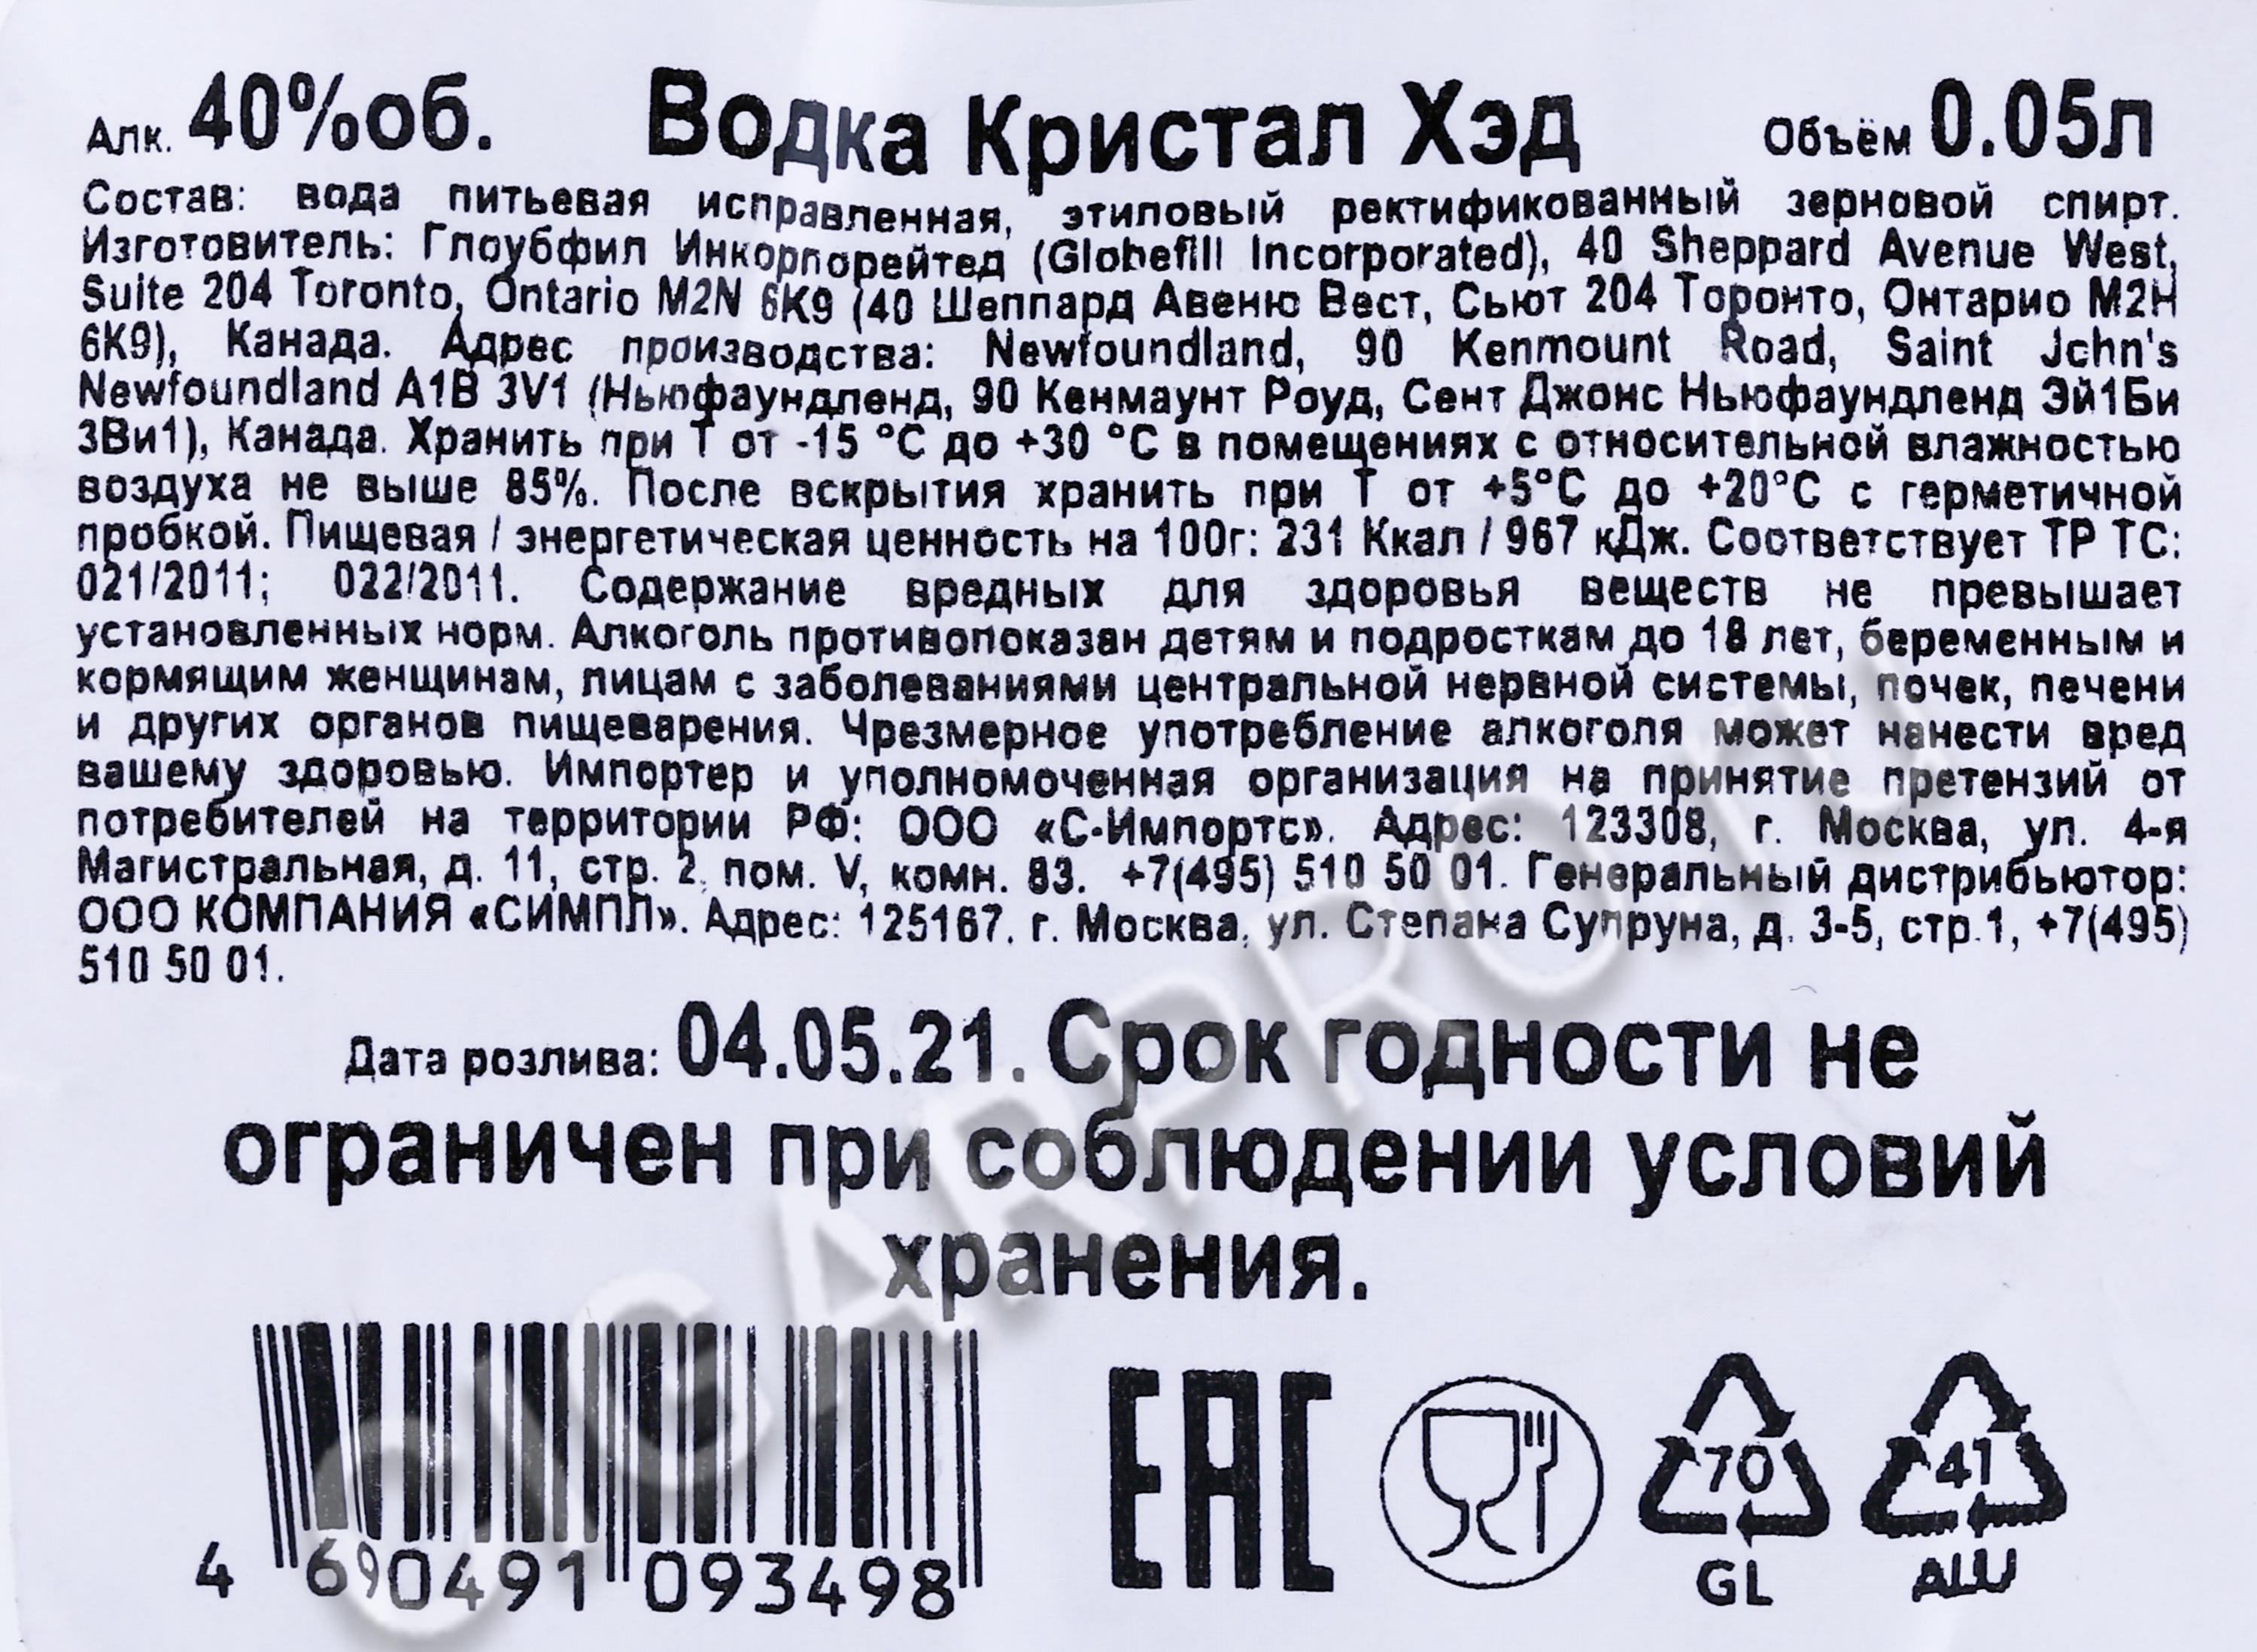 Алк. 40%об. Водка Кристал Хэд Объём 0.05л
Состав: вода питьевая исправленная, этиловый ректификованный зерновой спирт.
Изготовитель: Глоубфил Инкорпорейтед (Globefill Incorporated), 40 Sheppard Avenue West,
Suite 204 Toronto, Ontario M2N 6K9 (40 Шеппард Авеню Вест, Сьют 204 Торонто, Онтарио М2Н
6К9), Канада. Адрес производства: Newfoundland, 90 Kenmount Road, Saint John's
Newfoundland A1B 3V1 (Ньюфаундленд, 90 Кенмаунт Роуд, Сент Джонс Ньюфаундленд Эй1Би
3Ви1), Канада. Хранить при Т от -15 °С до +30 °С в помещениях с относительной влажностью
воздуха не выше 85%. После вскрытия хранить при Т от +5°С до +20°С с герметичной
пробкой. Пищевая / энергетическая ценность на 100г: 231 Ккал / 967 кДж. Соответствует ТР ТС:
021/2011; 022/2011. Содержание вредных для здоровья веществ не превышает
установленных норм. Алкоголь противопоказан детям и подросткам до 18 лет, беременным и
кормящим женщинам, лицам с заболеваниями центральной нервной системы, почек, печени
и других органов пищеварения. Чрезмерное употребление алкоголя может нанести вред
вашему здоровью. Импортер и уполномоченная организация на принятие претензий от
потребителей на территории РФ: ООО «С-Импортс». Адрес: 123308, г. Москва, ул. 4-я
Магистральная, д. 11, стр. 2, пом. V, комн. 83. +7(495) 510 50 01. Генеральный дистрибьютор:
ООО КОМПАНИЯ «СИМПЛ». Адрес: 125167, г. Москва, ул. Степана Супруна, д. 3-5, стр.1, +7(495)
510 50 01.
Дата розлива: 04.05.21. Срок годности не
ограничен при соблюдении условий
хранения.
CIGARPRO.ru
EAC
70 41
GL ALU
4 690491 093498